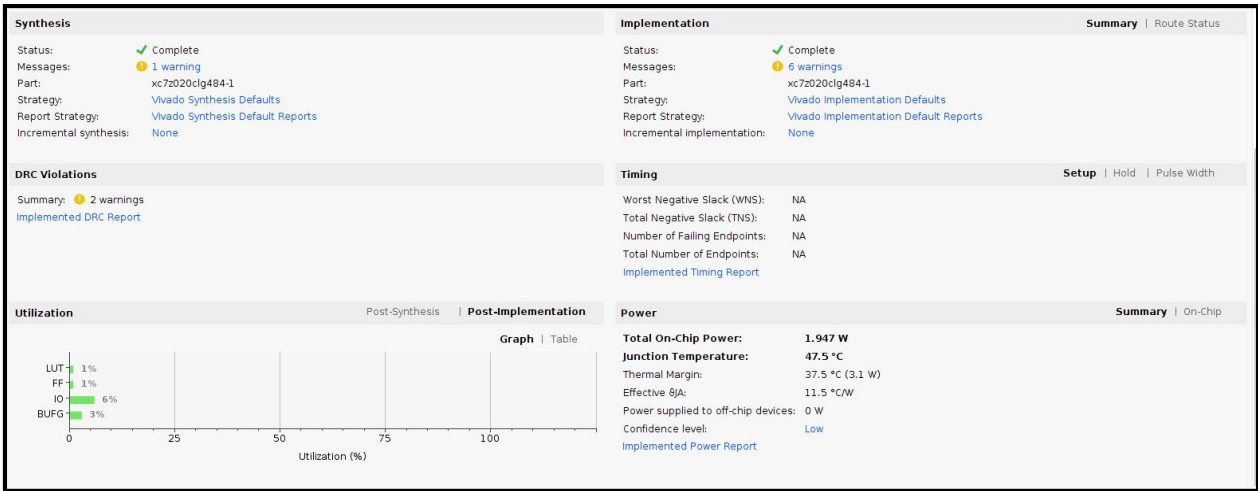 Synthesis
Status: Complete
Messages: 1 warning
Part: xc7z020clg484-1
Strategy: Vivado Synthesis Defaults
Report Strategy: Vivado Synthesis Default Reports
Incremental synthesis: None
Implementation Summary | Route Status
Status: Complete
Messages: 6 warnings
Part: xc7z020clg484-1
Strategy: Vivado Implementation Defaults
Report Strategy: Vivado Implementation Default Reports
Incremental implementation: None
DRC Violations
Summary: 2 warnings
Implemented DRC Report
Timing Setup | Hold | Pulse Width
Worst Negative Slack (WNS): NA
Total Negative Slack (TNS): NA
Number of Failing Endpoints: NA
Total Number of Endpoints: NA
Implemented Timing Report
Utilization Post-Synthesis | Post-Implementation
Graph | Table
LUT 1%
FF 1%
IO 6%
BUFG 3%
0 25 50 75 100
Utilization (%)
Power Summary | On-Chip
Total On-Chip Power: 1.947 W
Junction Temperature: 47.5 °C
Thermal Margin: 37.5 °C (3.1 W)
Effective ϑJA: 11.5 °C/W
Power supplied to off-chip devices: 0 W
Confidence level: Low
Implemented Power Report